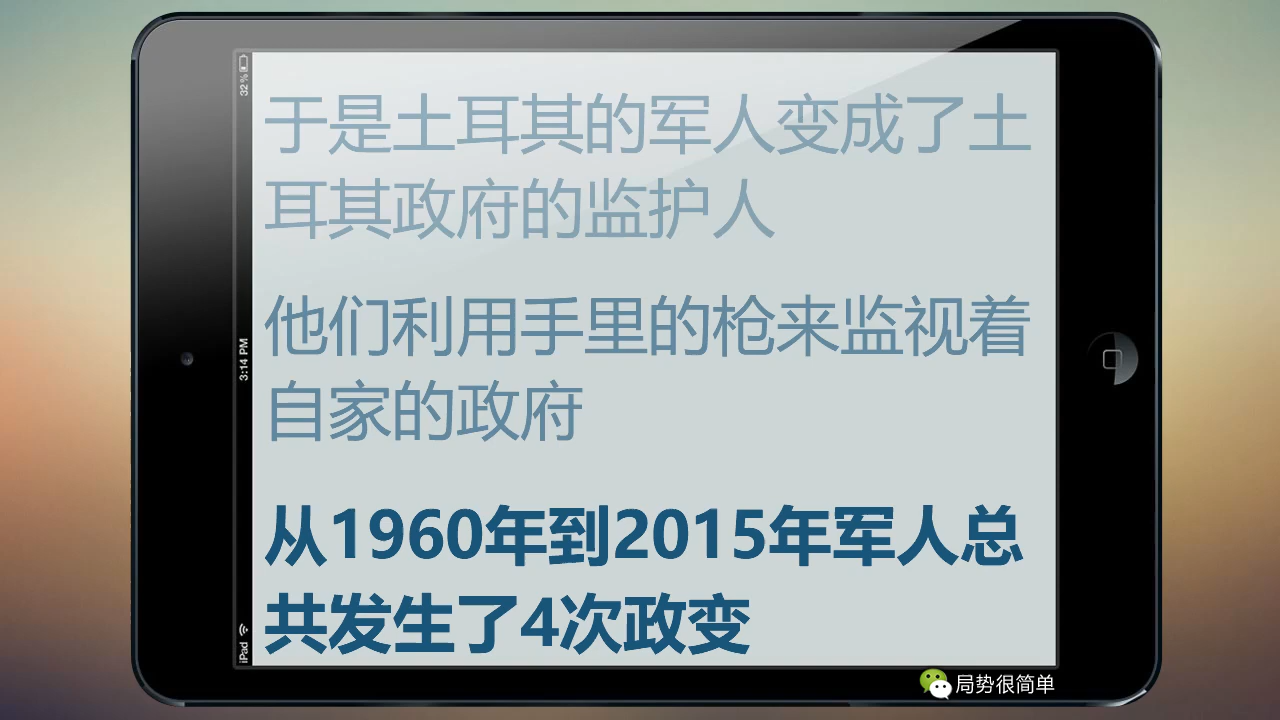 于是土耳其的军人变成了土
耳其政府的监护人
他们利用手里的枪来监视着
自家的政府
从1960年到2015年军人总
共发生了4次政变
32 %
3:14 PM
iPad
局势很简单